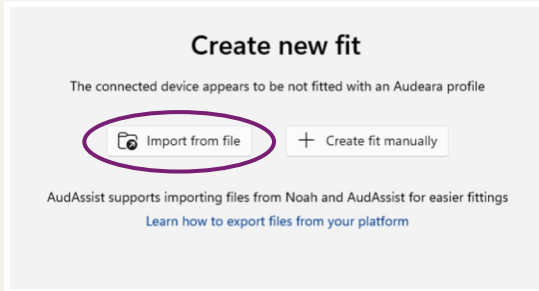 Create new fit
The connected device appears to be not fitted with an Audeara profile
Import from file
Create fit manually
AudAssist supports importing files from Noah and AudAssist for easier fittings
Learn how to export files from your platform